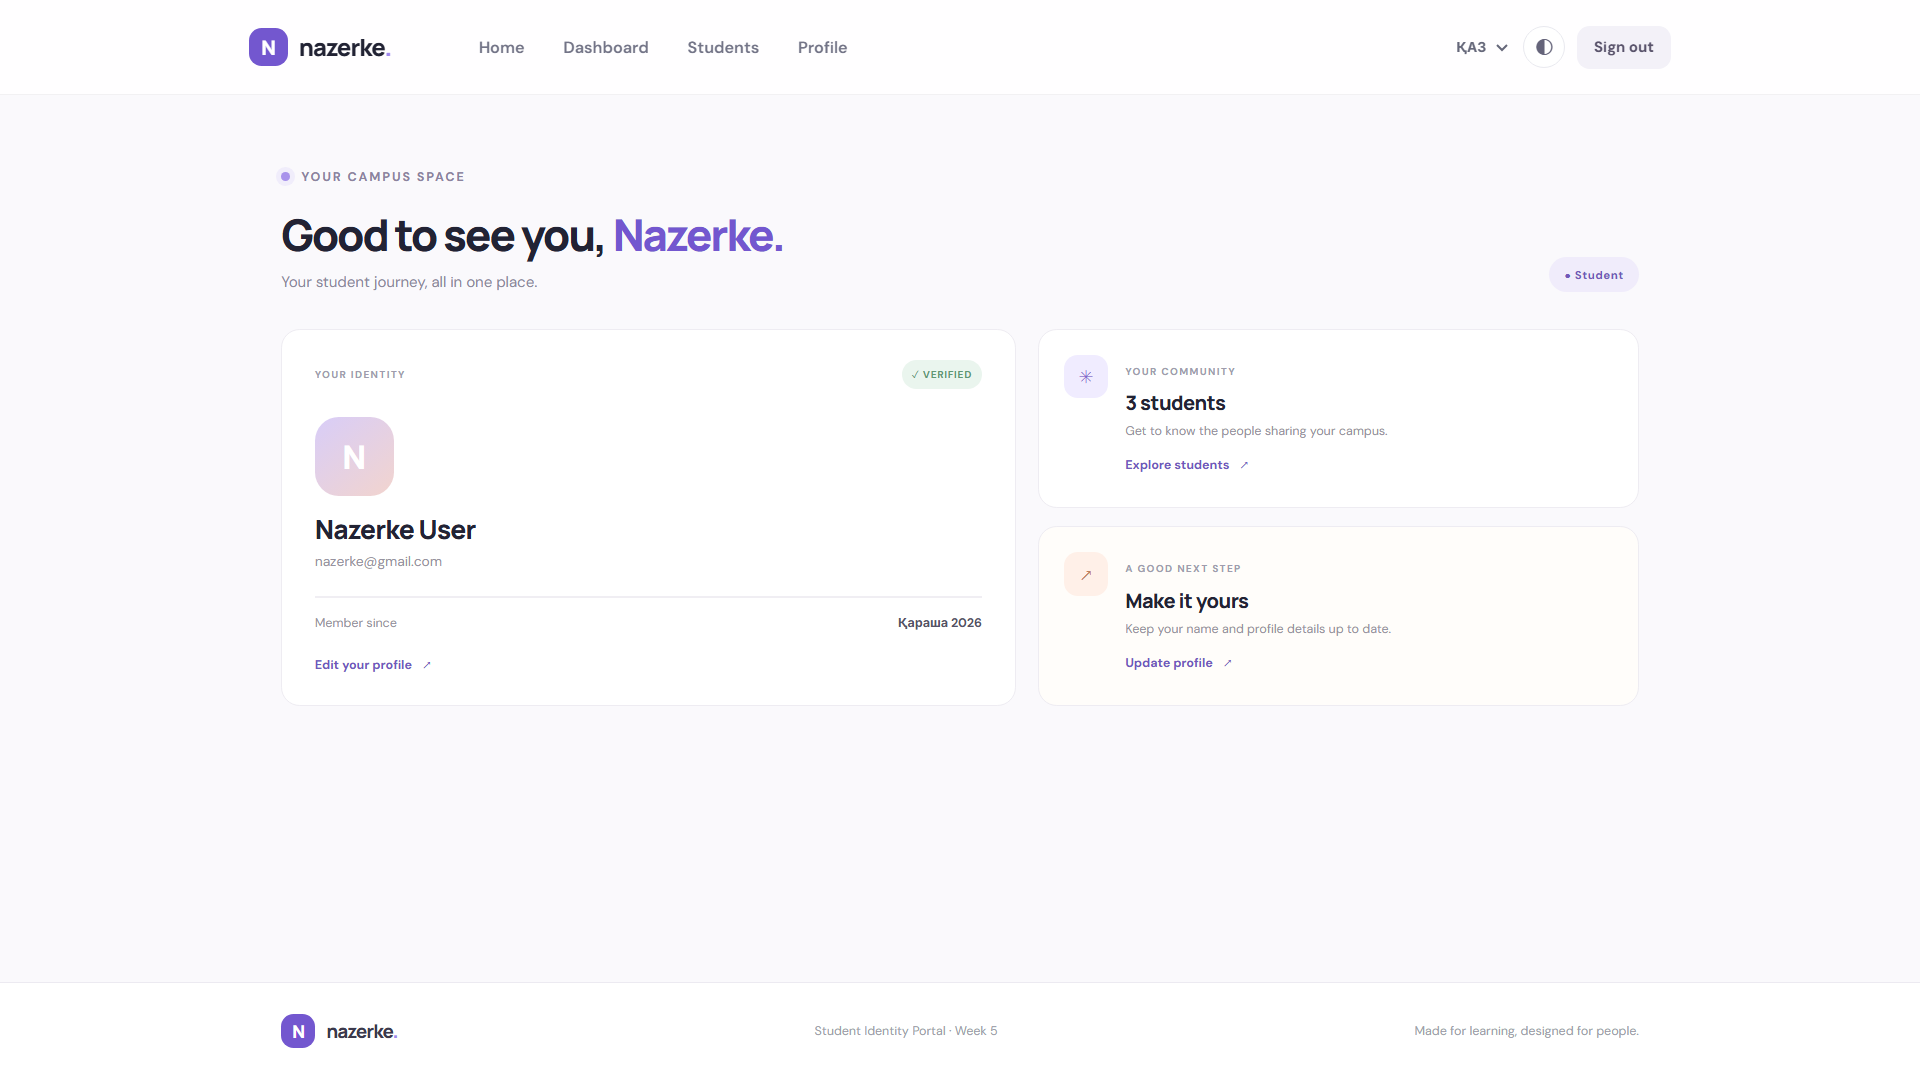 N nazerke.
Home
Dashboard
Students
Profile
ҚАЗ
Sign out
YOUR CAMPUS SPACE
Good to see you, Nazerke.
Your student journey, all in one place.
• Student
YOUR IDENTITY
✓ VERIFIED
N
Nazerke User
nazerke@gmail.com
Member since
Қараша 2026
Edit your profile ↗
YOUR COMMUNITY
3 students
Get to know the people sharing your campus.
Explore students ↗
A GOOD NEXT STEP
Make it yours
Keep your name and profile details up to date.
Update profile ↗
N nazerke.
Student Identity Portal · Week 5
Made for learning, designed for people.